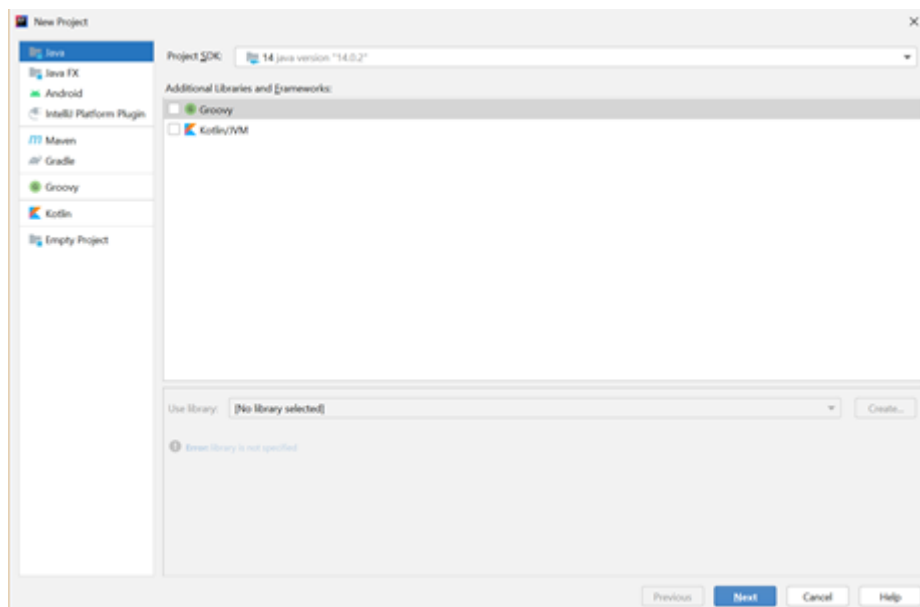 New Project
Java
Java FX
Android
IntelliJ Platform Plugin
Maven
Gradle
Groovy
Kotlin
Empty Project
Project SDK: 14 java version "14.0.2"
Additional Libraries and Frameworks:
Groovy
Kotlin/JVM
Use library: [No library selected] Create...
Error: library is not specified
Previous Next Cancel Help